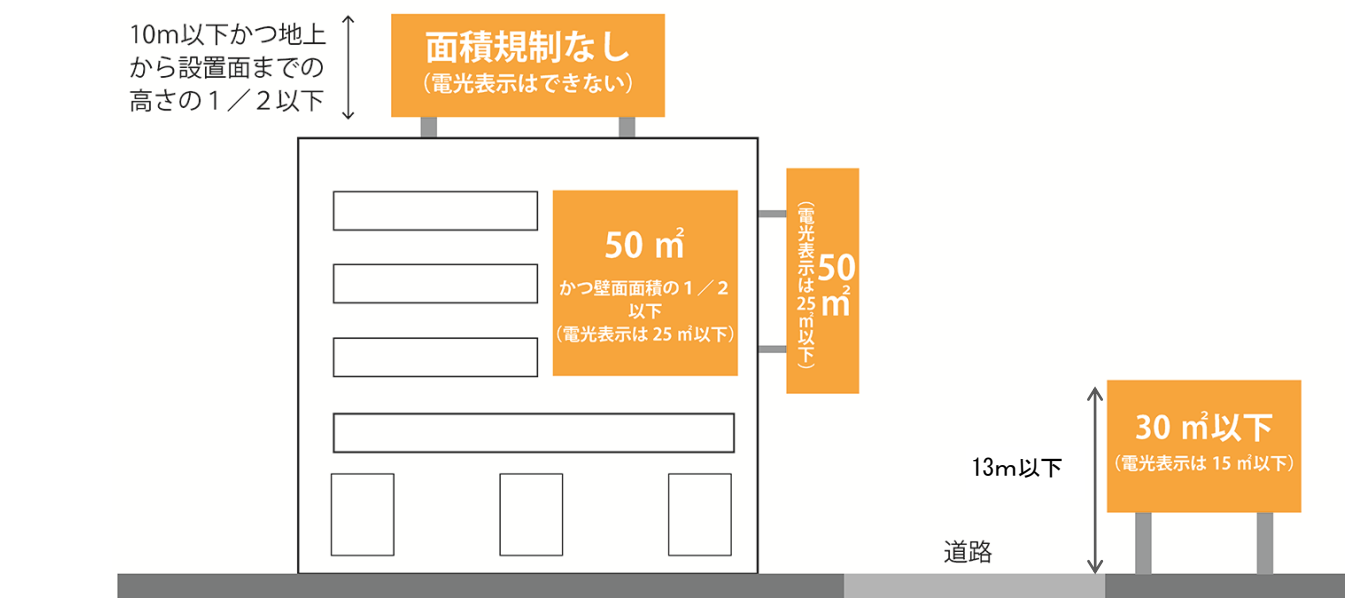 10m以下かつ地上
から設置面までの
高さの１／２以下
面積規制なし
（電光表示はできない）
50 ㎡
かつ壁面面積の１／２
以下
（電光表示は 25 ㎡以下）
50
㎡
（電光表示は25㎡以下）
13m以下
30 ㎡以下
（電光表示は 15 ㎡以下）
道路